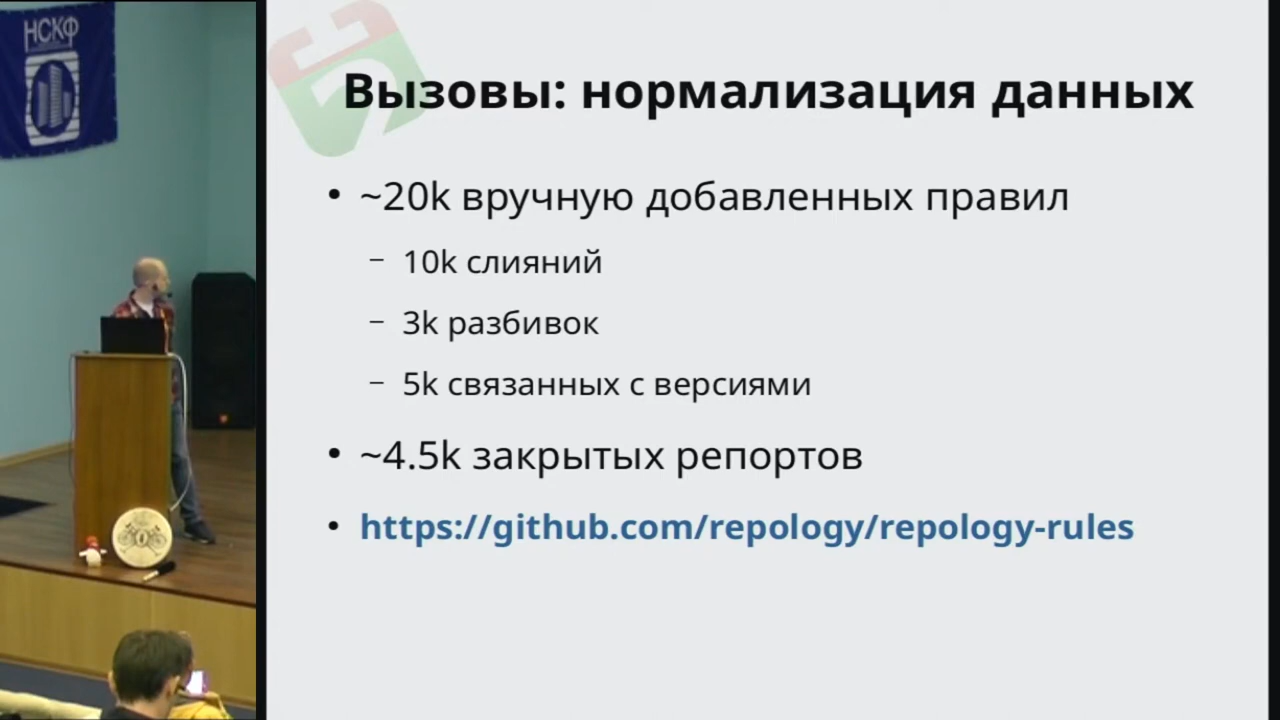 НСКФ
Вызовы: нормализация данных
• ~20k вручную добавленных правил
– 10k слияний
– 3k разбивок
– 5k связанных с версиями
• ~4.5k закрытых репортов
• https://github.com/repology/repology-rules